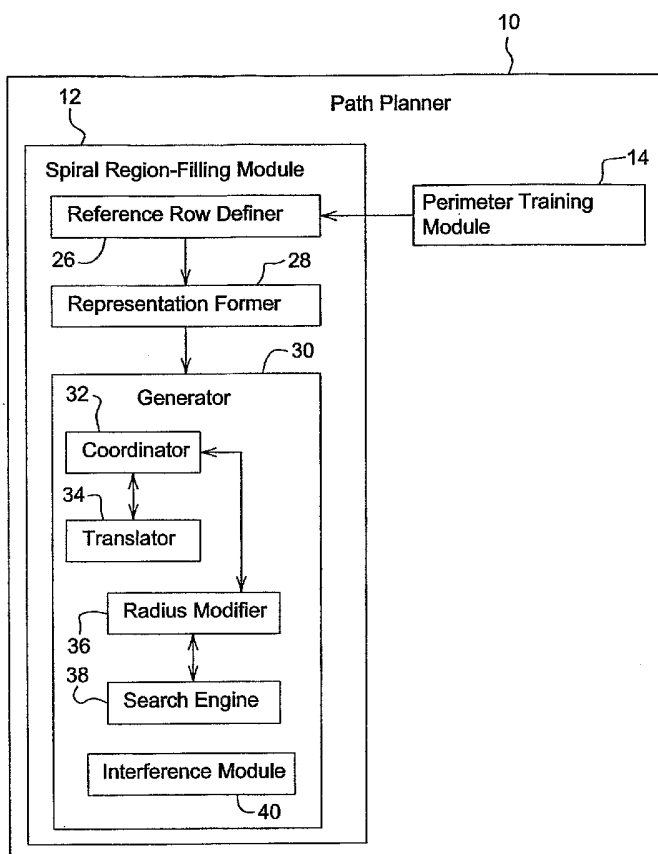 10
Path Planner
12
Spiral Region-Filling Module
14
Perimeter Training
Module
Reference Row Definer
26
28
Representation Former
30
Generator
32
Coordinator
34
Translator
Radius Modifier
36
38
Search Engine
Interference Module
40